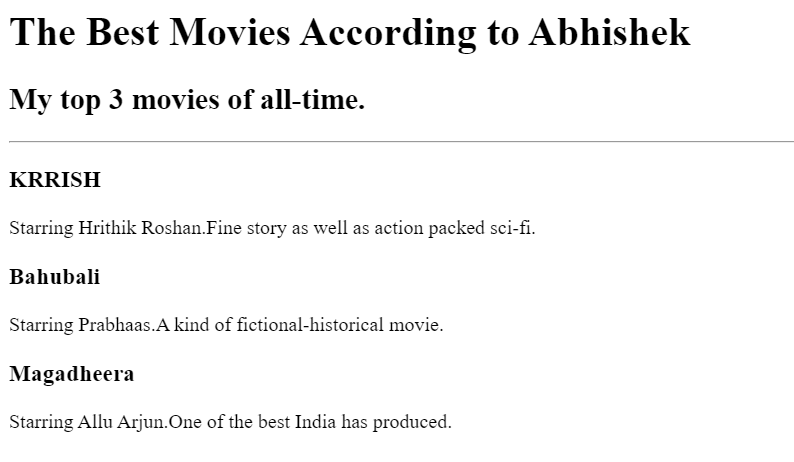 The Best Movies According to Abhishek
My top 3 movies of all-time.
KRRISH
Starring Hrithik Roshan.Fine story as well as action packed sci-fi.
Bahubali
Starring Prabhaas.A kind of fictional-historical movie.
Magadheera
Starring Allu Arjun.One of the best India has produced.